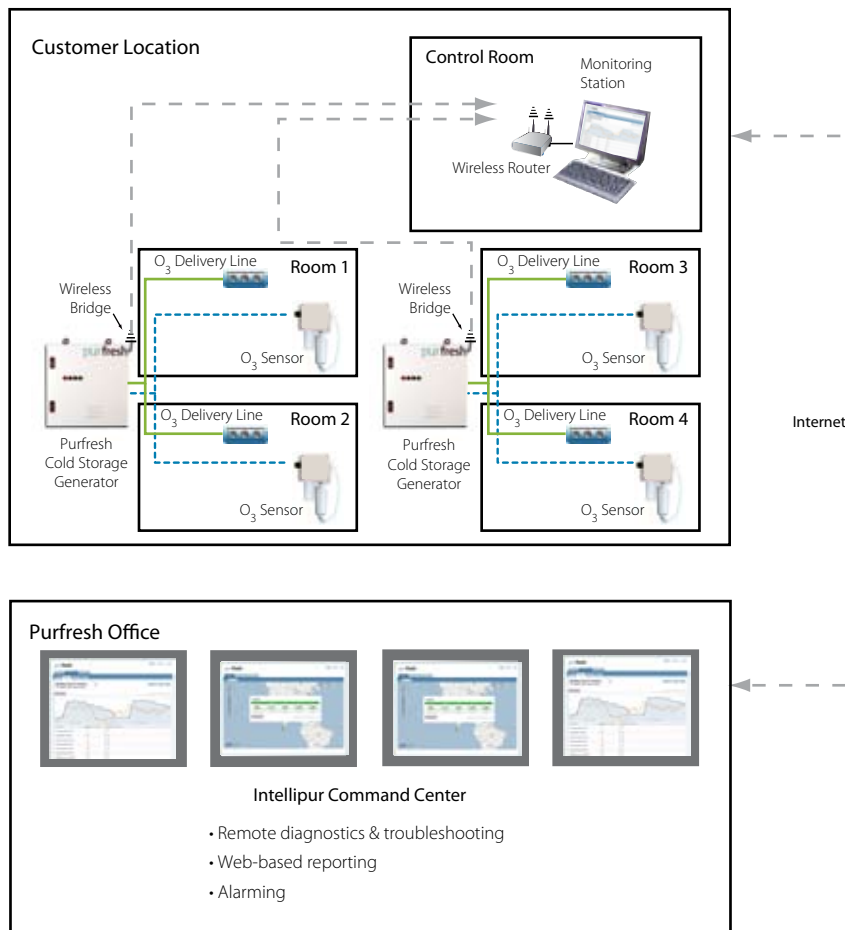 Customer Location
Control Room
Monitoring
Station
Wireless Router
O3 Delivery Line
Room 1
Wireless
Bridge
purfresh
O3 Sensor
O3 Delivery Line
Room 2
Purfresh
Cold Storage
Generator
O3 Sensor
O3 Delivery Line
Room 3
Wireless
Bridge
purfresh
O3 Sensor
O3 Delivery Line
Room 4
Purfresh
Cold Storage
Generator
O3 Sensor
Internet
Purfresh Office
Intellipur Command Center
• Remote diagnostics & troubleshooting
• Web-based reporting
• Alarming